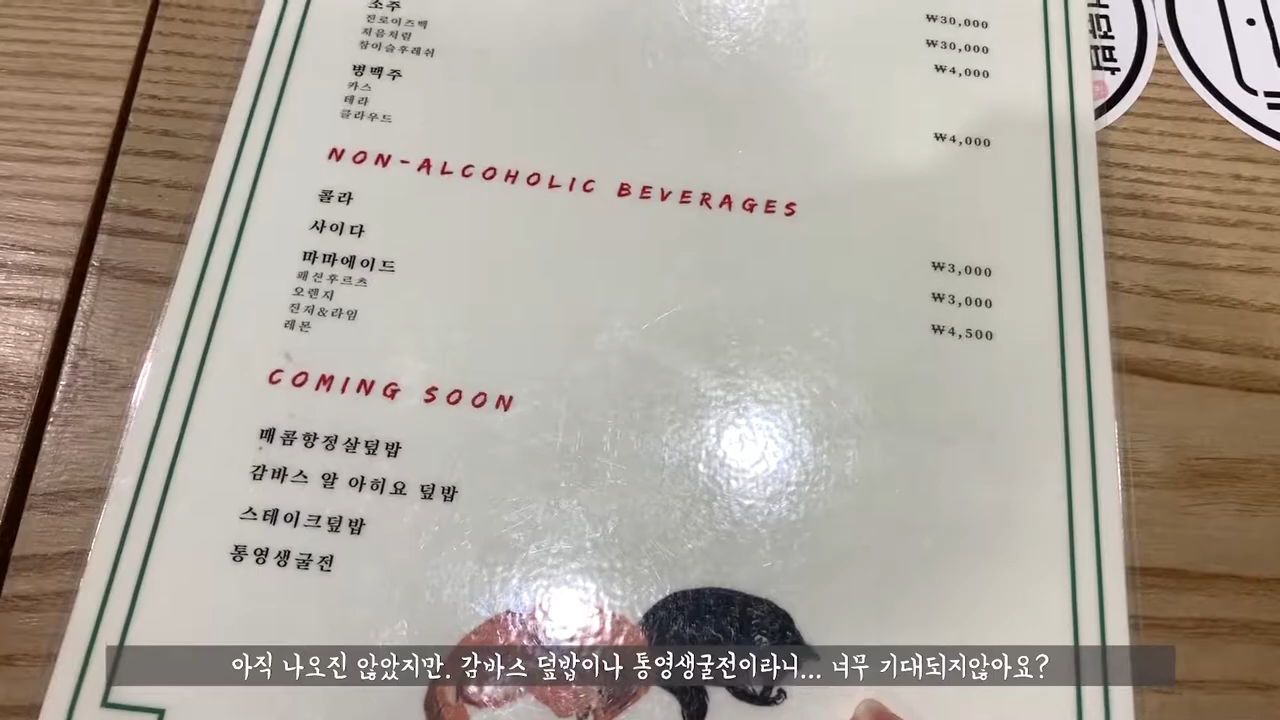 소주
진로이즈백
처음처럼
참이슬후레쉬
₩30,000
₩30,000
병맥주
카스
테라
클라우드
₩4,000
₩4,000
NON-ALCOHOLIC BEVERAGES
콜라
₩3,000
사이다
₩3,000
마마에이드
₩4,500
패션후르츠
오렌지
진저&라임
레몬
COMING SOON
매콤항정살덮밥
감바스 알 아히요 덮밥
스테이크덮밥
통영생굴전
아직 나오진 않았지만. 감바스 덮밥이나 통영생굴전이라니... 너무 기대되지않아요?